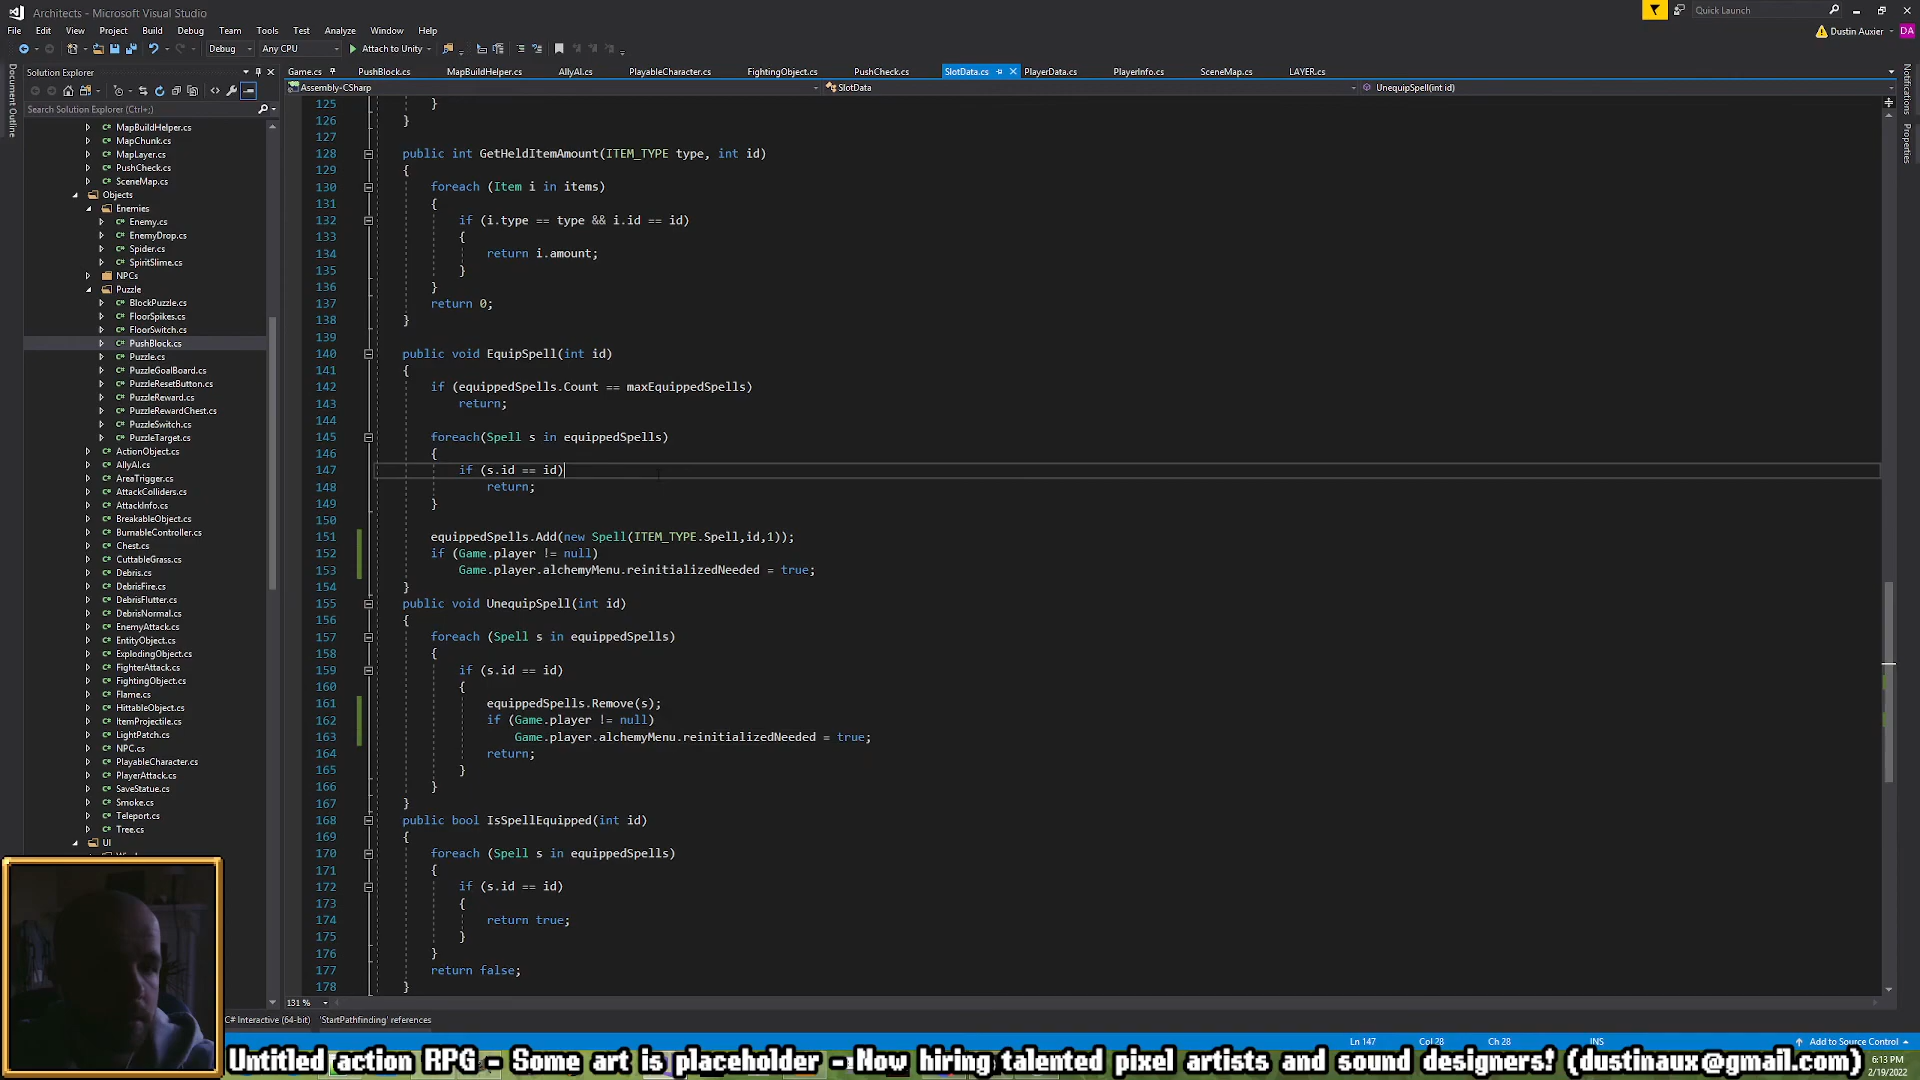 Architects - Microsoft Visual Studio
Quick Launch
File Edit View Project Build Debug Team Tools Test Analyze Window Help
Dustin Auxier
DA
Debug Any CPU Attach to Unity
Document Outline
Solution Explorer
Search Solution Explorer (Ctrl+;)
MapBuildHelper.cs
MapChunk.cs
MapLayer.cs
PushCheck.cs
SceneMap.cs
Objects
Enemies
Enemy.cs
EnemyDrop.cs
Spider.cs
SpiritSlime.cs
NPCs
Puzzle
BlockPuzzle.cs
FloorSpikes.cs
FloorSwitch.cs
PushBlock.cs
Puzzle.cs
PuzzleGoalBoard.cs
PuzzleResetButton.cs
PuzzleReward.cs
PuzzleRewardChest.cs
PuzzleSwitch.cs
PuzzleTarget.cs
ActionObject.cs
AllyAI.cs
AreaTrigger.cs
AttackColliders.cs
AttackInfo.cs
BreakableObject.cs
BurnableController.cs
Chest.cs
CuttableGrass.cs
Debris.cs
DebrisFire.cs
DebrisFlutter.cs
DebrisNormal.cs
EnemyAttack.cs
EntityObject.cs
ExplodingObject.cs
FighterAttack.cs
FightingObject.cs
Flame.cs
HittableObject.cs
ItemProjectile.cs
LightPatch.cs
NPC.cs
PlayableCharacter.cs
PlayerAttack.cs
SaveStatue.cs
Smoke.cs
Teleport.cs
Tree.cs
UI
Game.cs PushBlock.cs MapBuildHelper.cs AllyAI.cs PlayableCharacter.cs FightingObject.cs PushCheck.cs SlotData.cs PlayerData.cs PlayerInfo.cs SceneMap.cs LAYER.cs
Assembly-CSharp SlotData UnequipSpell(int id)
125 }
126 }
127
128 public int GetHeldItemAmount(ITEM_TYPE type, int id)
129 {
130 foreach (Item i in items)
131 {
132 if (i.type == type && i.id == id)
133 {
134 return i.amount;
135 }
136 }
137 return 0;
138 }
139
140 public void EquipSpell(int id)
141 {
142 if (equippedSpells.Count == maxEquippedSpells)
143 return;
144
145 foreach(Spell s in equippedSpells)
146 {
147 if (s.id == id)
148 return;
149 }
150
151 equippedSpells.Add(new Spell(ITEM_TYPE.Spell,id,1));
152 if (Game.player != null)
153 Game.player.alchemyMenu.reinitializedNeeded = true;
154 }
155 public void UnequipSpell(int id)
156 {
157 foreach (Spell s in equippedSpells)
158 {
159 if (s.id == id)
160 {
161 equippedSpells.Remove(s);
162 if (Game.player != null)
163 Game.player.alchemyMenu.reinitializedNeeded = true;
164 return;
165 }
166 }
167 }
168 public bool IsSpellEquipped(int id)
169 {
170 foreach (Spell s in equippedSpells)
171 {
172 if (s.id == id)
173 {
174 return true;
175 }
176 }
177 return false;
178 }
Notifications
Properties
131 %
C# Interactive (64-bit) 'StartPathfinding' references
Ln 147 Col 28 Ch 28 INS Add to Source Control
Untitled action RPG - Some art is placeholder - Now hiring talented pixel artists and sound designers! (dustinaux@gmail.com)
6:13 PM
2/19/2022